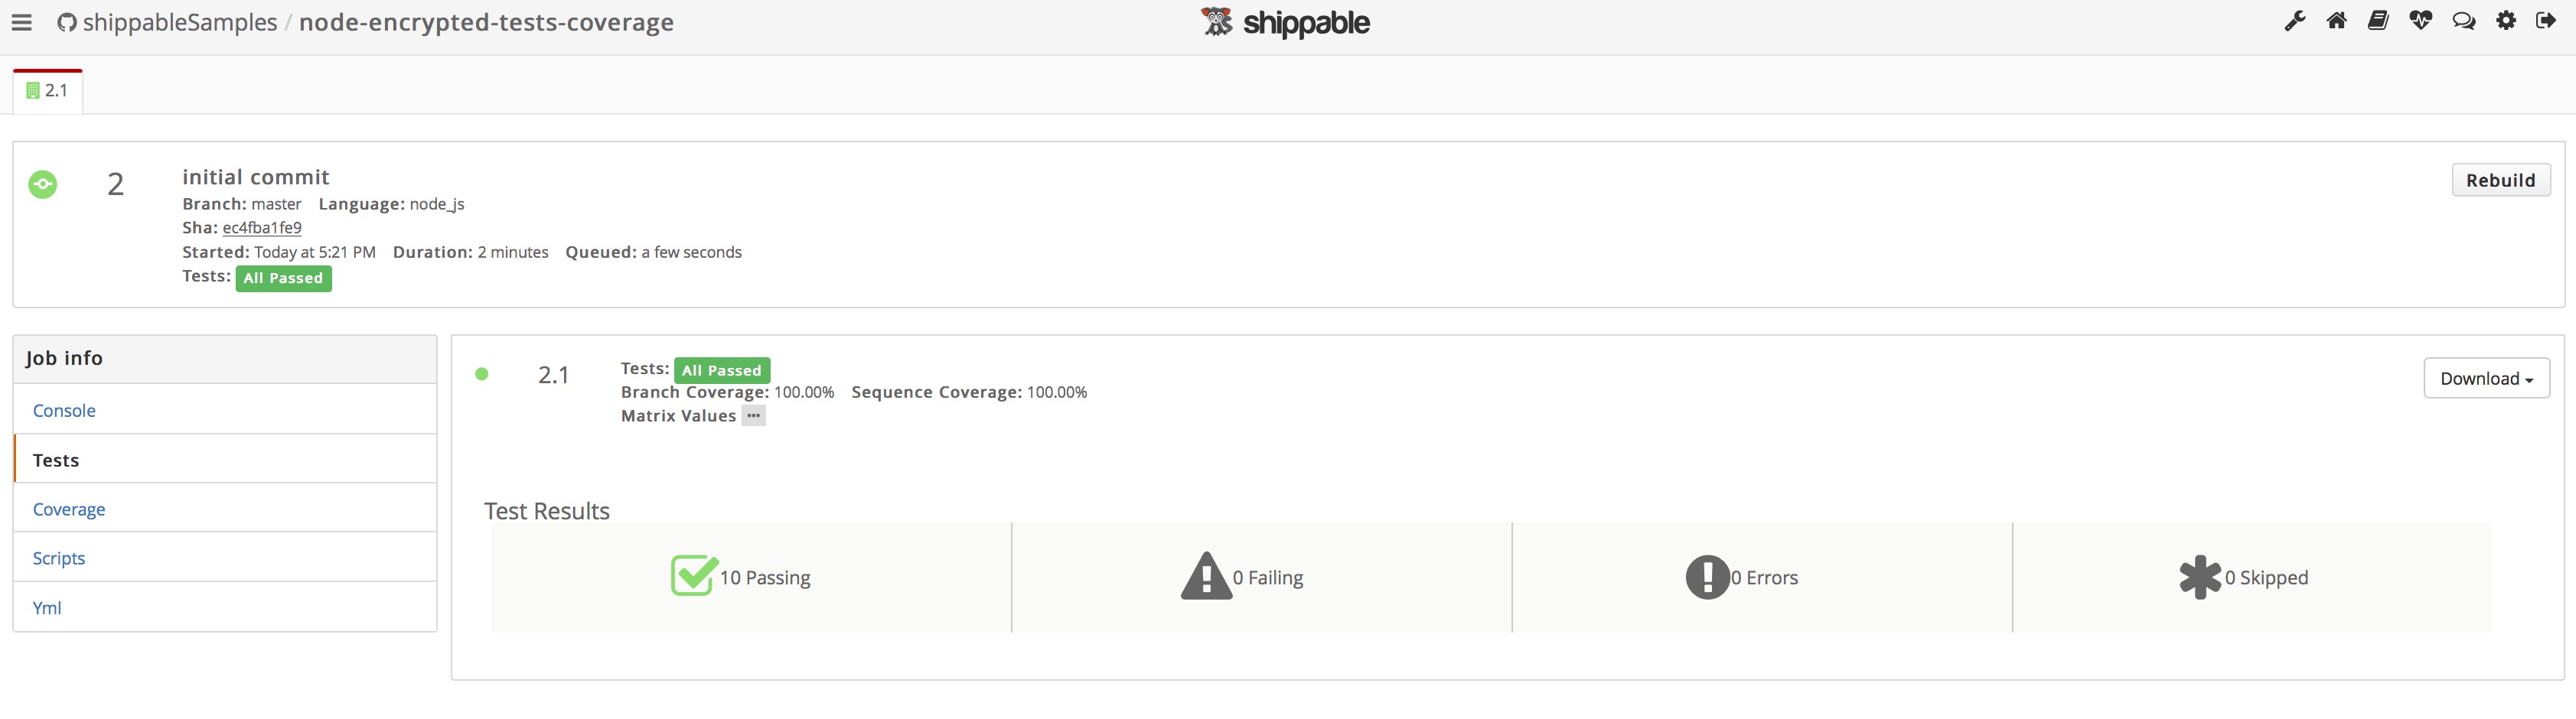 shippableSamples / node-encrypted-tests-coverage
shippable
2.1
2
initial commit
Branch: master Language: node_js
Sha: ec4fba1fe9
Started: Today at 5:21 PM Duration: 2 minutes Queued: a few seconds
Tests: All Passed
Rebuild
Job info
Console
Tests
Coverage
Scripts
Yml
2.1
Tests: All Passed
Branch Coverage: 100.00% Sequence Coverage: 100.00%
Matrix Values ...
Download
Test Results
10 Passing
0 Failing
0 Errors
0 Skipped